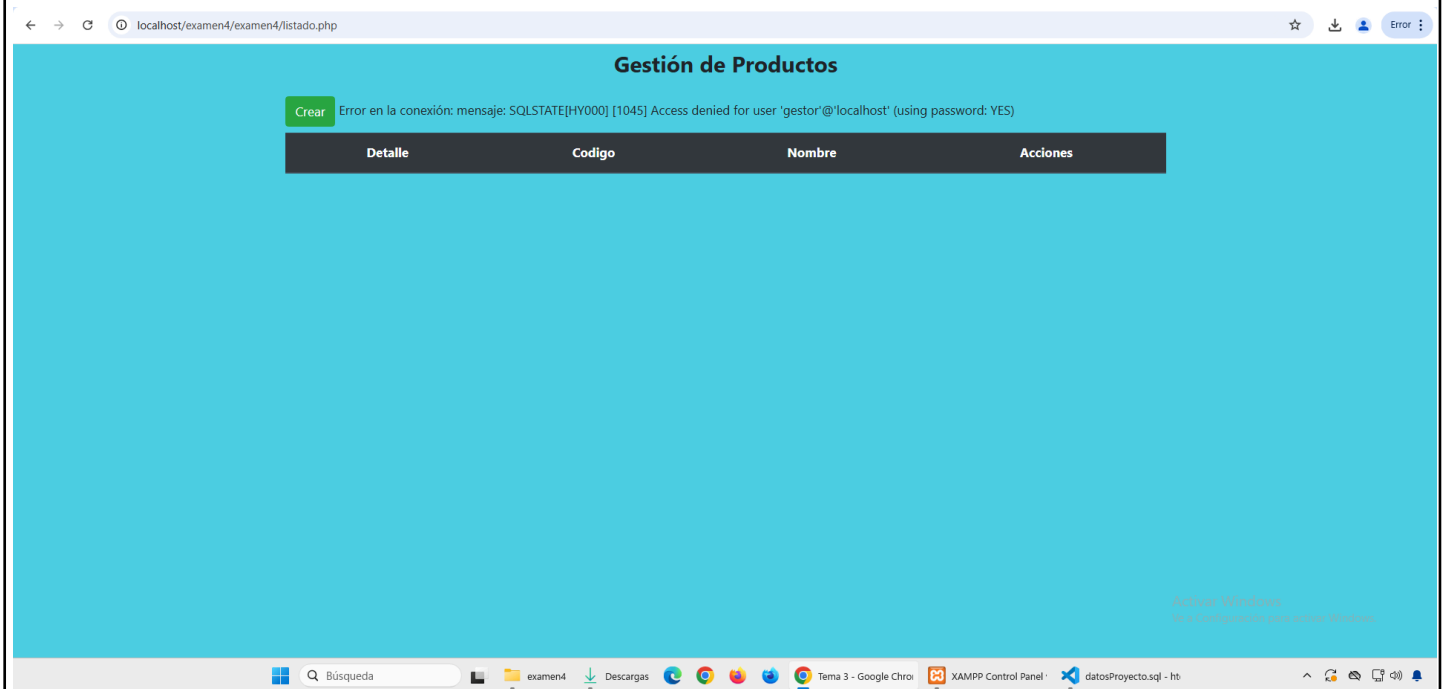 localhost/examen4/examen4/listado.php
Error
Gestión de Productos
Crear Error en la conexión: mensaje: SQLSTATE[HY000] [1045] Access denied for user 'gestor'@'localhost' (using password: YES)
Detalle Codigo Nombre Acciones
Activar Windows
Búsqueda examen4 Descargas Tema 3 - Google Chro XAMPP Control Panel datosProyecto.sql - ht